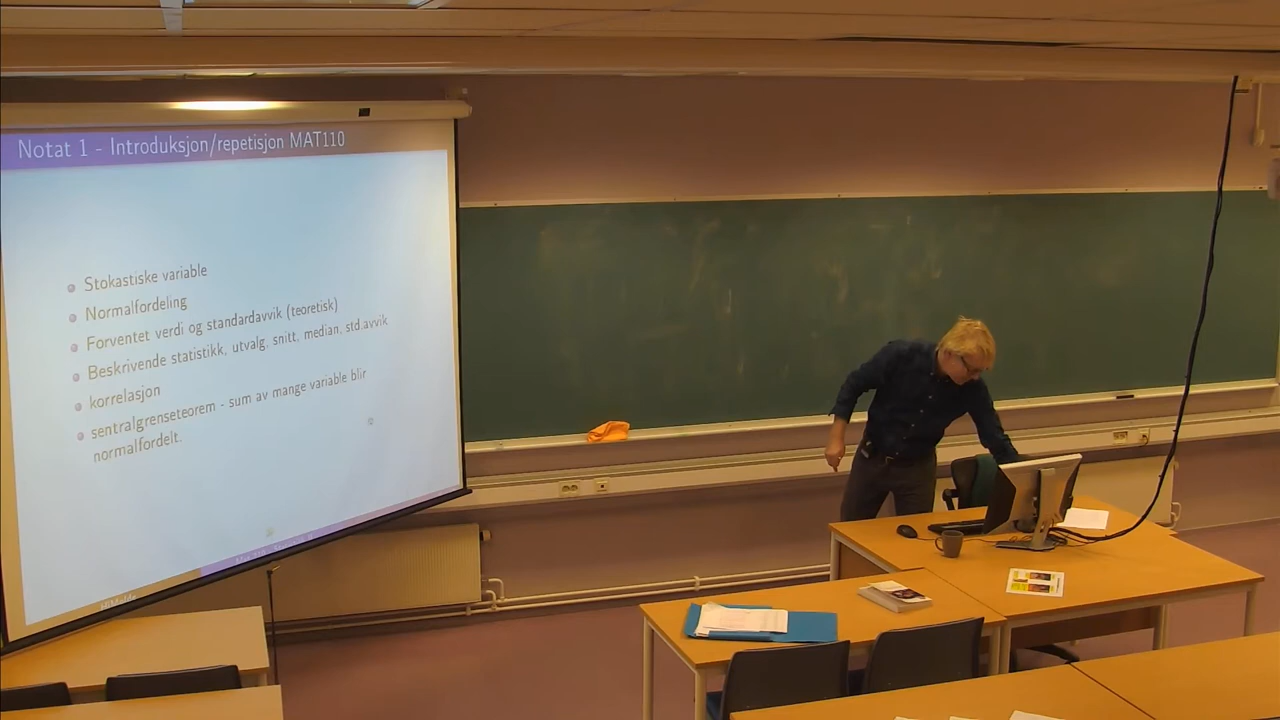 Notat 1 - Introduksjon/repetisjon MAT110
Stokastiske variable
Normalfordeling
Forventet verdi og standardavvik (teoretisk)
Beskrivende statistikk, utvalg, snitt, median, std.avvik
korrelasjon
sentralgrenseteorem - sum av mange variable blir
normalfordelt.
HiMolde